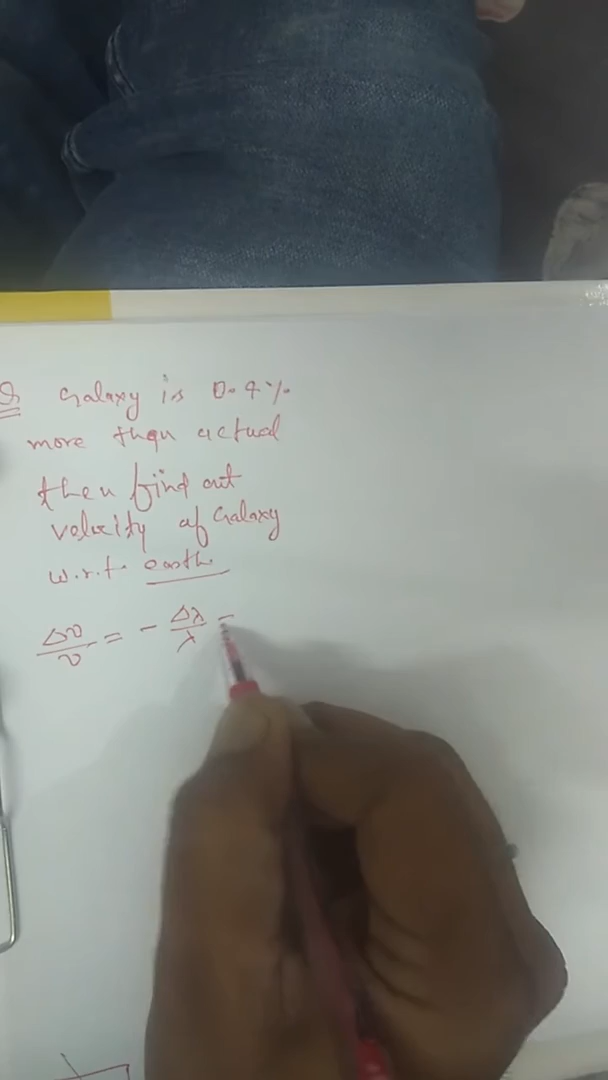 Q Galaxy is 0.4%
more than actual
then find out
velocity of Galaxy
w.r.t. earth.
Δν/ν = - Δλ/λ =